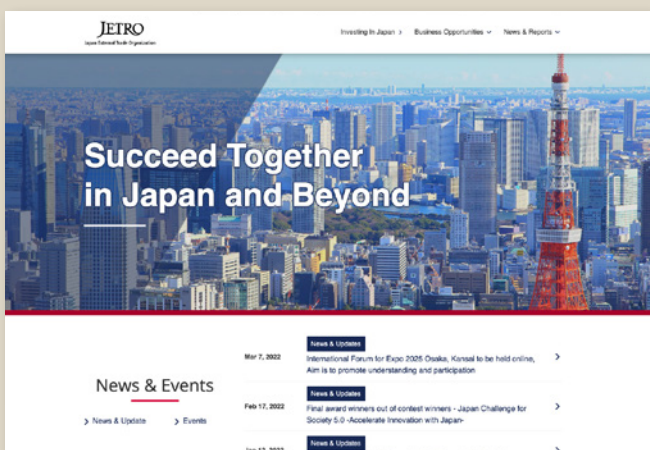 JETRO
Japan External Trade Organization
Investing in Japan
Business Opportunities
News & Reports
Succeed Together
in Japan and Beyond
News & Events
News & Update
Events
Mar 7, 2022
News & Updates
International Forum for Expo 2025 Osaka, Kansai to be held online,
Aim is to promote understanding and participation
Feb 17, 2022
News & Updates
Final award winners out of contest winners - Japan Challenge for
Society 5.0 -Accelerate Innovation with Japan-
News & Updates